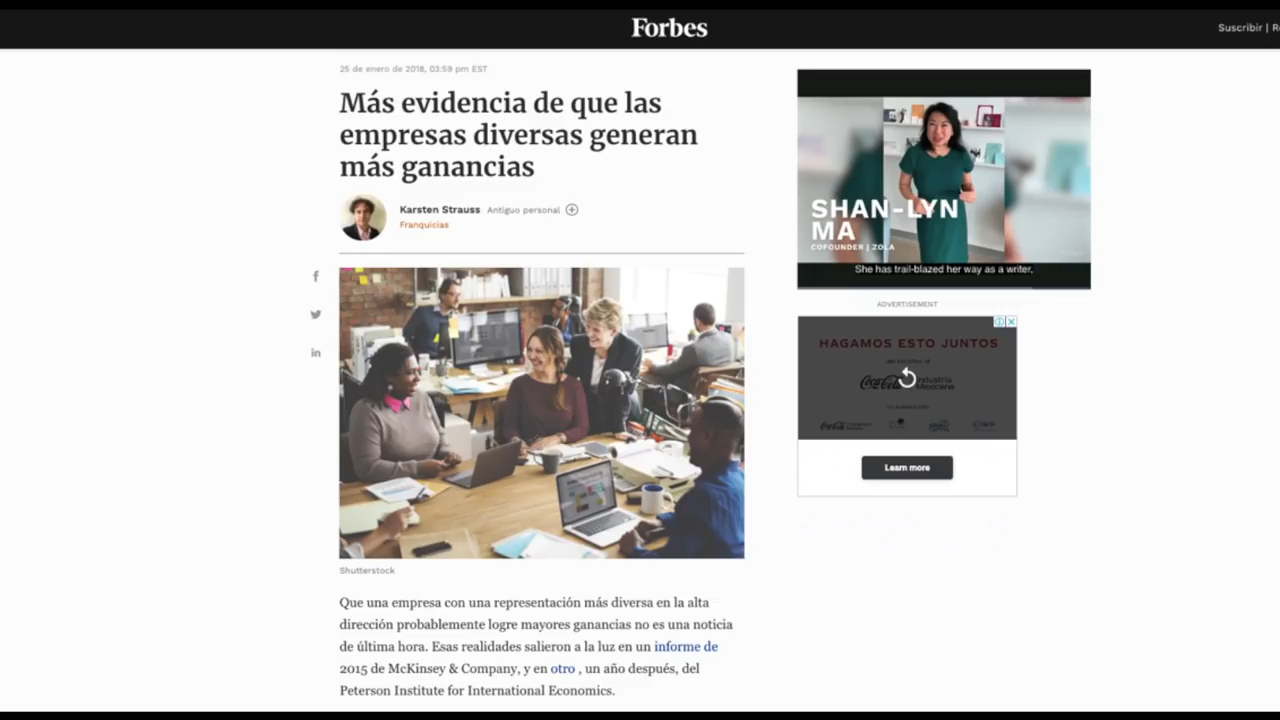 Forbes
Suscribir | R
25 de enero de 2018, 03:59 pm EST
Más evidencia de que las
empresas diversas generan
más ganancias
Karsten Strauss Antiguo personal
Franquicias
Shutterstock
Que una empresa con una representación más diversa en la alta
dirección probablemente logre mayores ganancias no es una noticia
de última hora. Esas realidades salieron a la luz en un informe de
2015 de McKinsey & Company, y en otro , un año después, del
Peterson Institute for International Economics.
SHAN-LYN
MA
COFOUNDER | ZOLA
She has trail-blazed her way as a writer,
ADVERTISEMENT
HAGAMOS ESTO JUNTOS
Coca-Cola Industria
Mexicana
Learn more